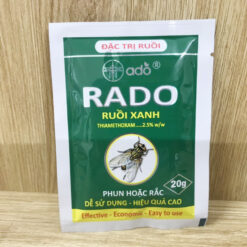 ĐẶC TRỊ RUỒI
ado ®
RADO
RUỒI XANH
THIAMETHOXAM.....2.5% w/w
20g
PHUN HOẶC RẮC
DỄ SỬ DỤNG - HIỆU QUẢ CAO
Effective - Economic - Easy to use